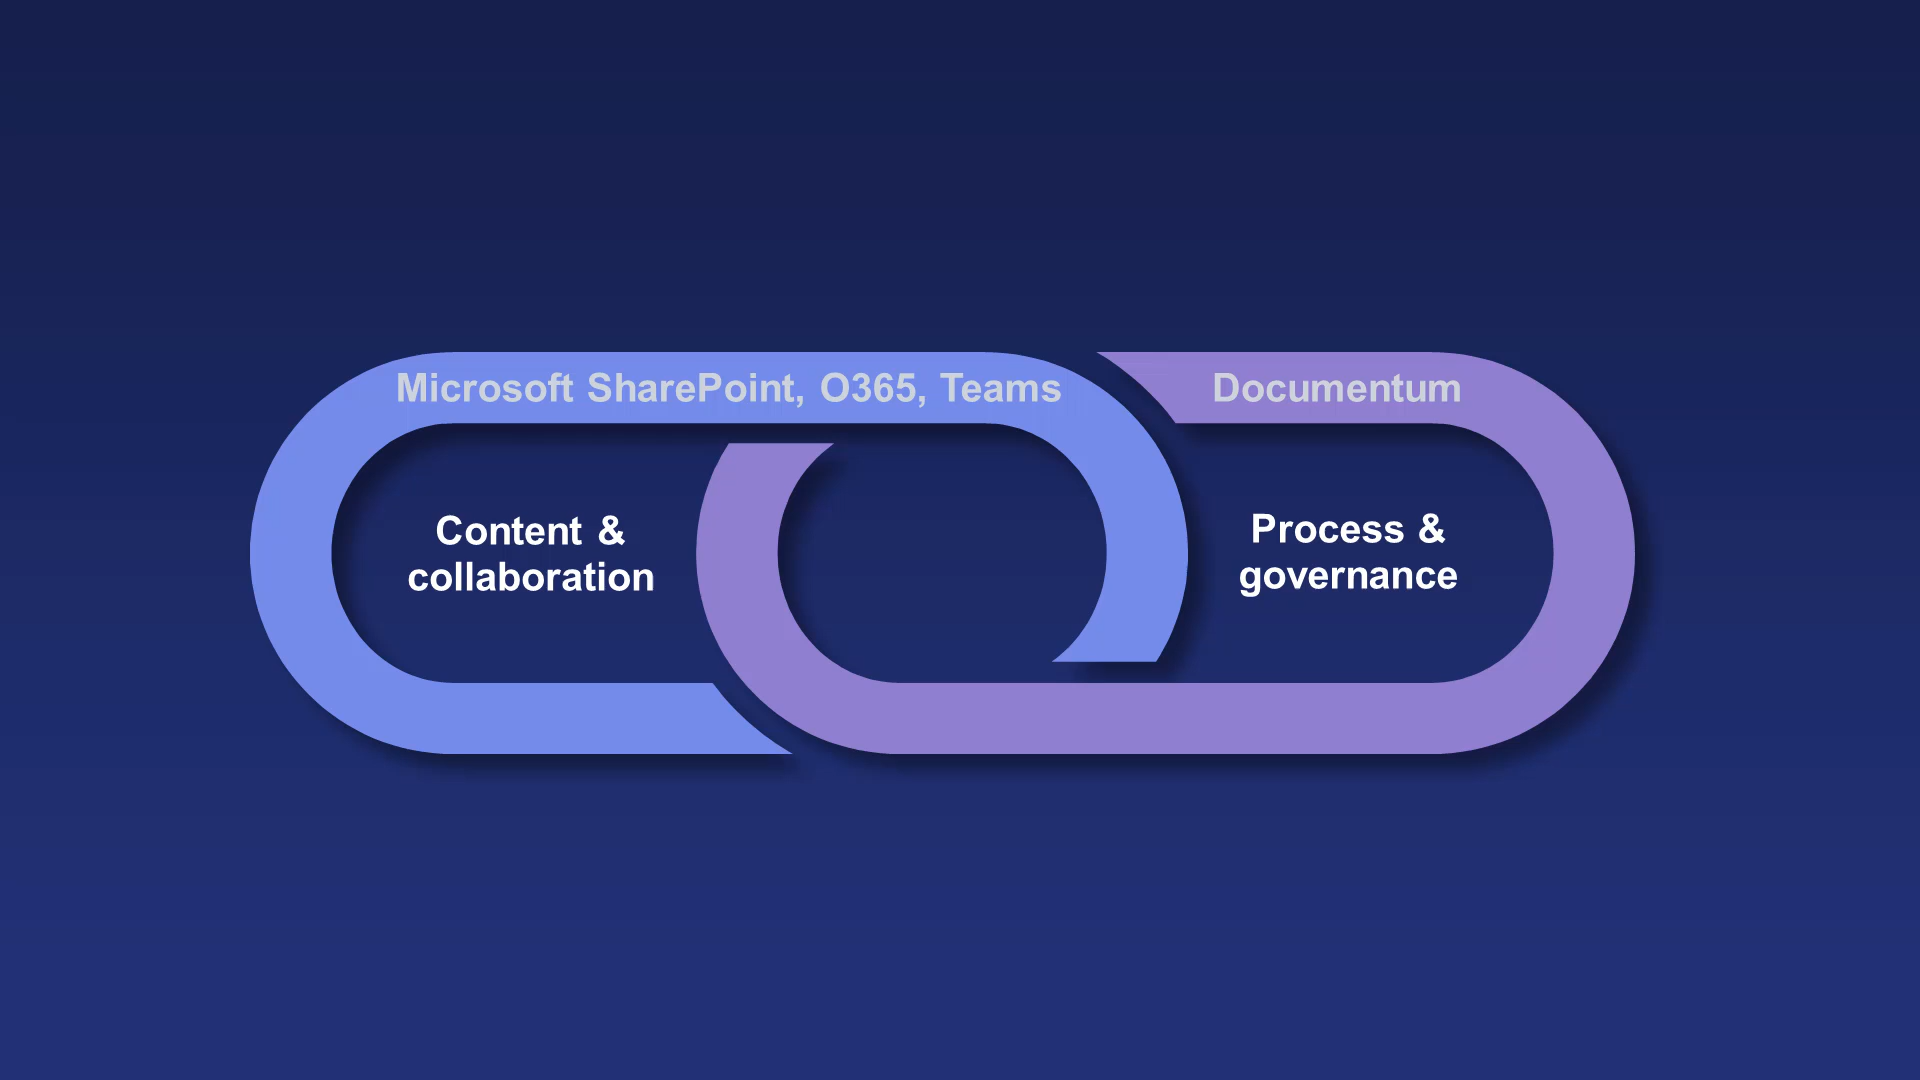 Microsoft SharePoint, O365, Teams
Documentum
Content &
collaboration
Process &
governance